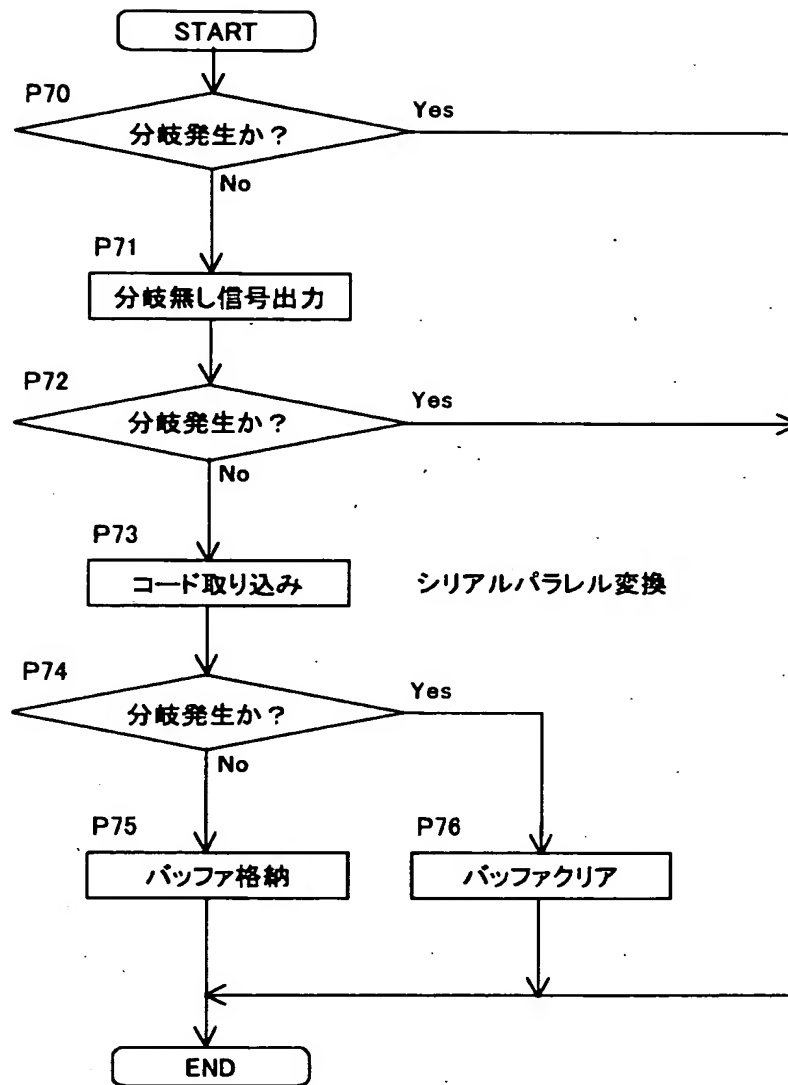 START
P70
分岐発生か？
Yes
No
P71
分岐無し信号出力
P72
分岐発生か？
Yes
No
P73
コード取り込み
シリアルパラレル変換
P74
分岐発生か？
Yes
No
P75
バッファ格納
P76
バッファクリア
END